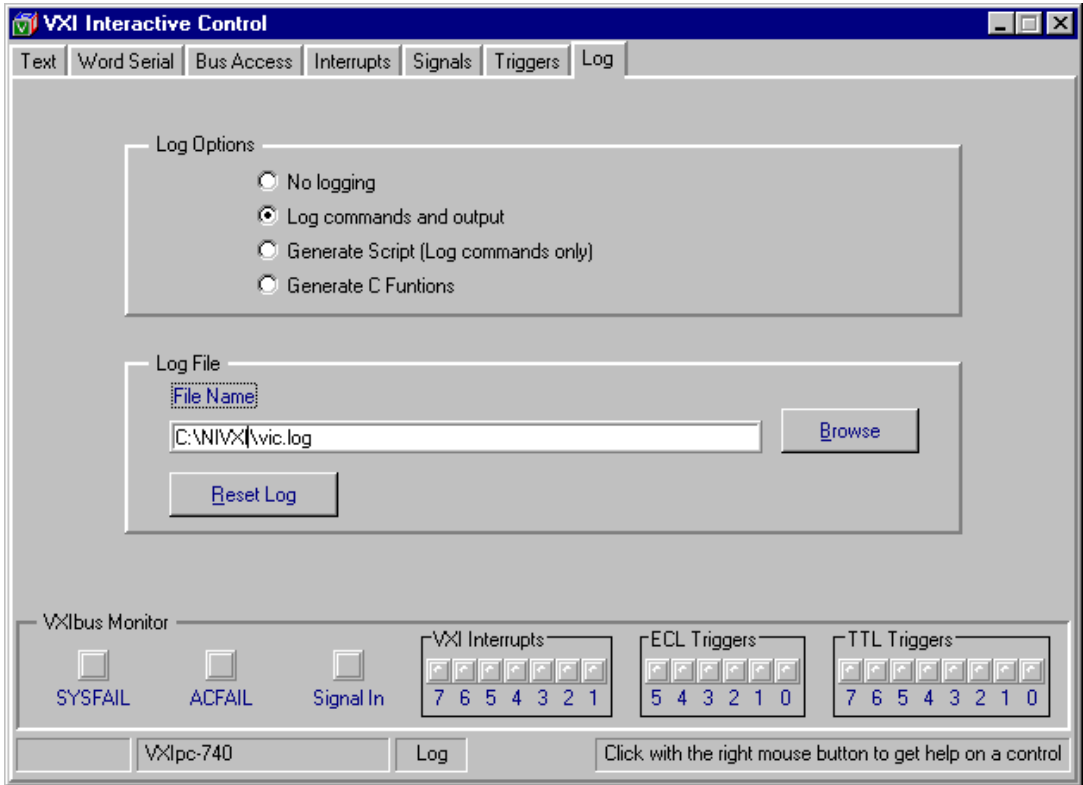 VXI Interactive Control
Text Word Serial Bus Access Interrupts Signals Triggers Log
Log Options
No logging
Log commands and output
Generate Script (Log commands only)
Generate C Funtions
Log File
File Name
C:\NIVXI\vic.log
Browse
Reset Log
VXIbus Monitor
VXI Interrupts ECL Triggers TTL Triggers
SYSFAIL ACFAIL Signal In 7 6 5 4 3 2 1 5 4 3 2 1 0 7 6 5 4 3 2 1 0
VXIpc-740 Log Click with the right mouse button to get help on a control